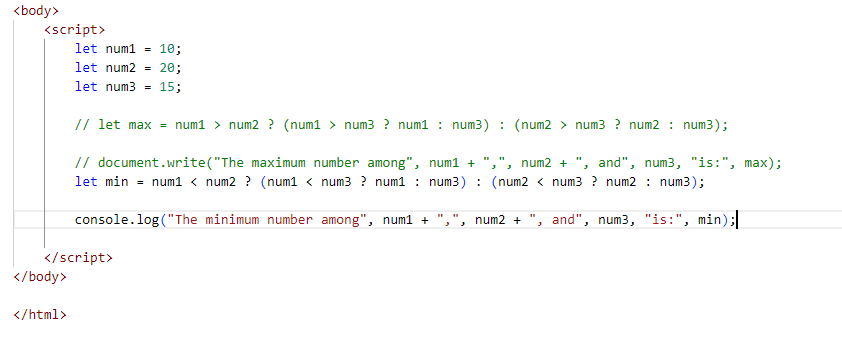 <body>
<script>
let num1 = 10;
let num2 = 20;
let num3 = 15;
// let max = num1 > num2 ? (num1 > num3 ? num1 : num3) : (num2 > num3 ? num2 : num3);
// document.write("The maximum number among", num1 + ",", num2 + ", and", num3, "is:", max);
let min = num1 < num2 ? (num1 < num3 ? num1 : num3) : (num2 < num3 ? num2 : num3);
console.log("The minimum number among", num1 + ",", num2 + ", and", num3, "is:", min);
</script>
</body>
</html>